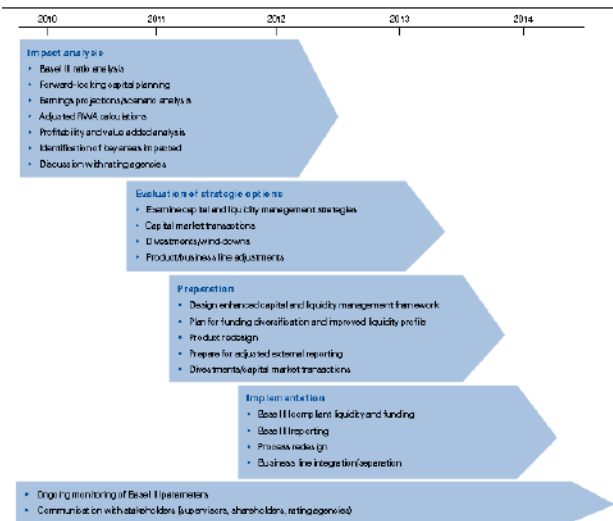 2010 2011 2012 2013 2014
Impact analysis
Basel III ratio analysis
Forward-looking capital planning
Earnings projections/scenario analysis
Adjusted RWA calculations
Profitability and value added analysis
Identification of key areas impacted
Discussion with rating agencies
Evaluation of strategic options
Examine capital and liquidity management strategies
Capital market transactions
Divestments/wind-downs
Product/business line adjustments
Preparation
Design enhanced capital and liquidity management framework
Plan for funding diversification and improved liquidity profile
Product redesign
Prepare for adjusted external reporting
Divestments/capital market transactions
Implementation
Basel III compliant liquidity and funding
Basel III reporting
Process redesign
Business line integration/separation
Ongoing monitoring of Basel III parameters
Communication with stakeholders (supervisors, shareholders, rating agencies)